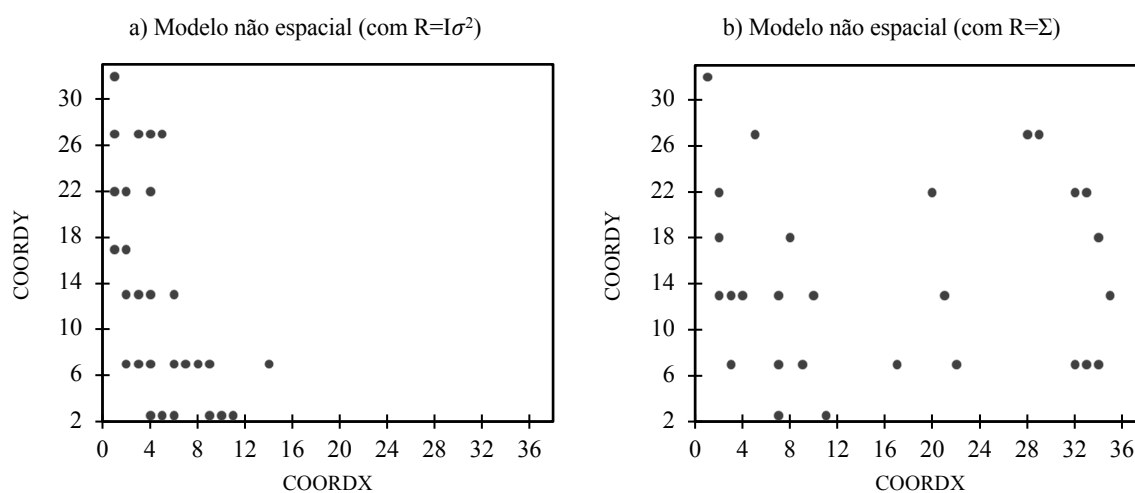 a) Modelo não espacial (com R=Iσ²)
30
26
22
18
14
10
6
2
COORDY
0 4 8 12 16 20 24 28 32 36
COORDX
b) Modelo não espacial (com R=Σ)
30
26
22
18
14
10
6
2
COORDY
0 4 8 12 16 20 24 28 32 36
COORDX